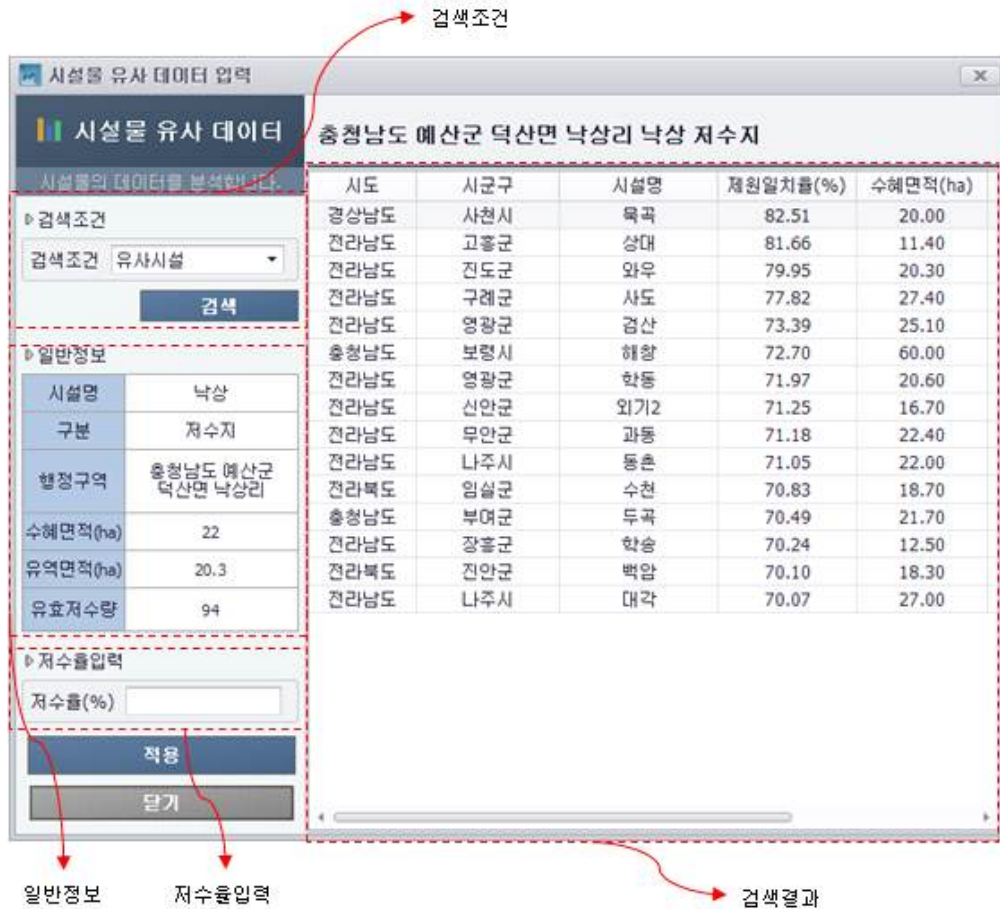 검색조건
시설물 유사 데이터 입력
시설물 유사 데이터
시설물의 데이터를 분석합니다.
▷검색조건
검색조건 유사시설
검색
▷일반정보
시설명 낙상
구분 저수지
행정구역 충청남도 예산군
덕산면 낙상리
수혜면적(ha) 22
유역면적(ha) 20.3
유효저수량 94
▷저수율입력
저수율(%)
적용
닫기
충청남도 예산군 덕산면 낙상리 낙상 저수지
시도 시군구 시설명 제원일치율(%) 수혜면적(ha)
경상남도 사천시 묵곡 82.51 20.00
전라남도 고흥군 상대 81.66 11.40
전라남도 진도군 와우 79.95 20.30
전라남도 구례군 사도 77.82 27.40
전라남도 영광군 검산 73.39 25.10
충청남도 보령시 해창 72.70 60.00
전라남도 영광군 학동 71.97 20.60
전라남도 신안군 외기2 71.25 16.70
전라남도 무안군 과동 71.18 22.40
전라남도 나주시 동촌 71.05 22.00
전라북도 임실군 수천 70.83 18.70
충청남도 부여군 두곡 70.49 21.70
전라남도 장흥군 학송 70.24 12.50
전라북도 진안군 백암 70.10 18.30
전라남도 나주시 대각 70.07 27.00
일반정보
저수율입력
검색결과